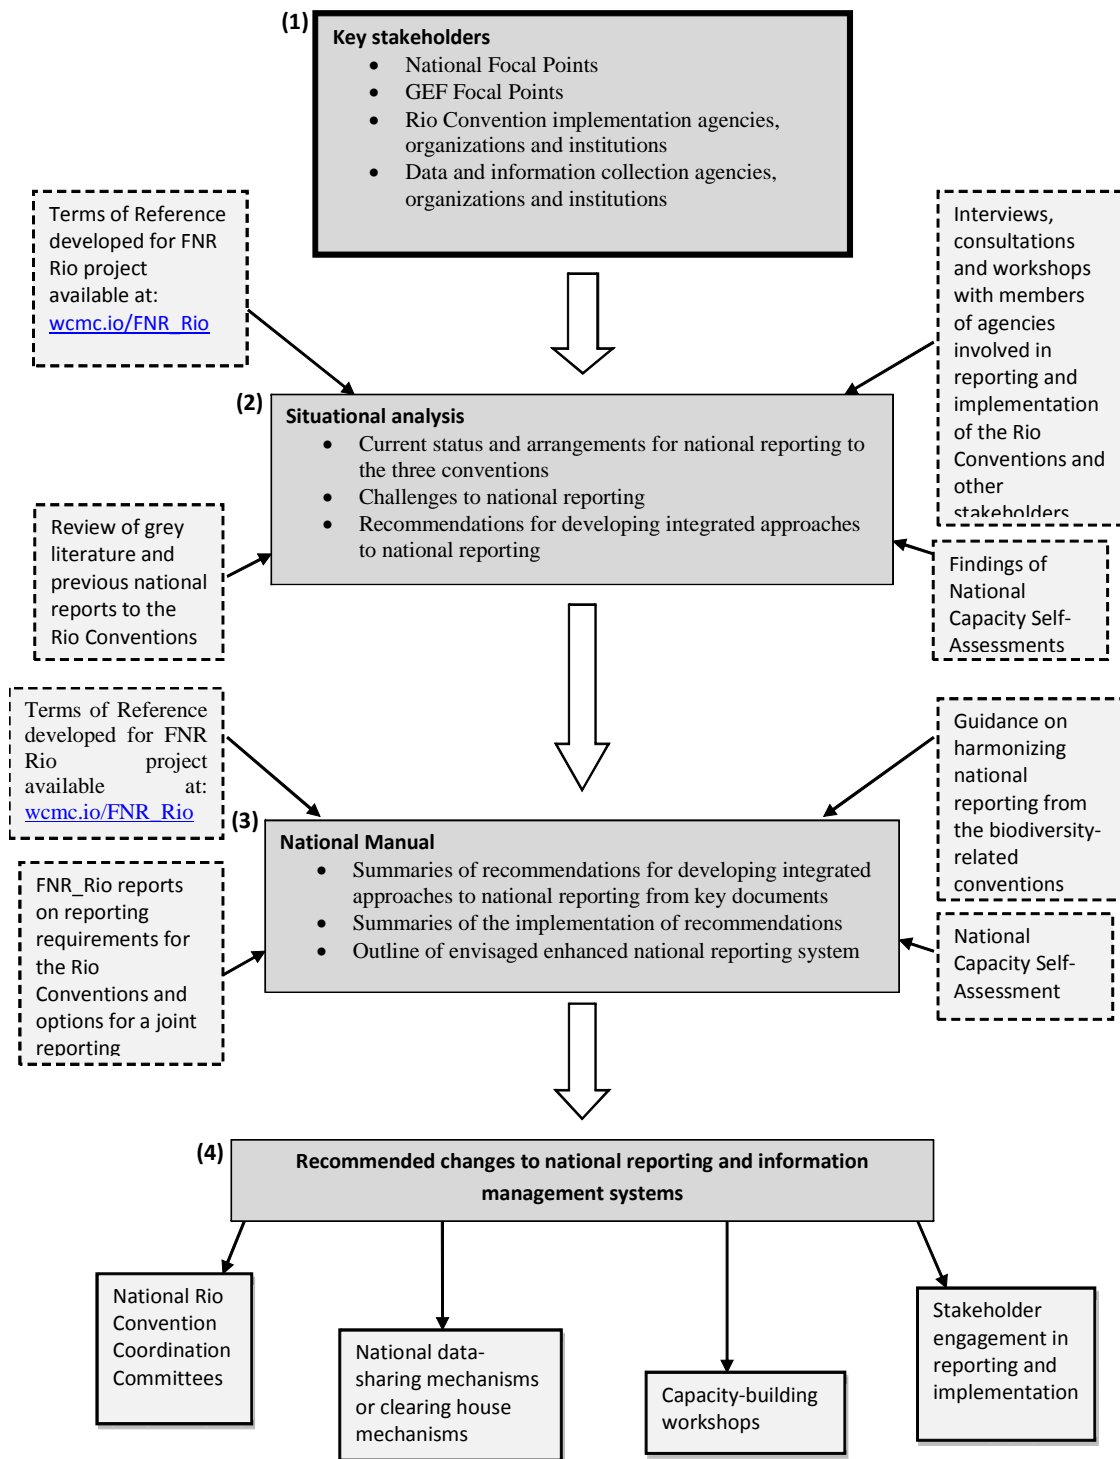 (1)
Key stakeholders
• National Focal Points
• GEF Focal Points
• Rio Convention implementation agencies,
organizations and institutions
• Data and information collection agencies,
organizations and institutions
Terms of Reference
developed for FNR
Rio project
available at:
wcmc.io/FNR_Rio
Interviews,
consultations
and workshops
with members
of agencies
involved in
reporting and
implementation
of the Rio
Conventions and
other
stakeholders
(2)
Situational analysis
• Current status and arrangements for national reporting to
the three conventions
• Challenges to national reporting
• Recommendations for developing integrated approaches
to national reporting
Review of grey
literature and
previous national
reports to the
Rio Conventions
Findings of
National
Capacity Self-
Assessments
Terms of Reference
developed for FNR
Rio project
available at:
wcmc.io/FNR_Rio
Guidance on
harmonizing
national
reporting from
the biodiversity-
related
conventions
(3)
National Manual
• Summaries of recommendations for developing integrated
approaches to national reporting from key documents
• Summaries of the implementation of recommendations
• Outline of envisaged enhanced national reporting system
FNR_Rio reports
on reporting
requirements for
the Rio
Conventions and
options for a joint
reporting
National
Capacity Self-
Assessment
(4)
Recommended changes to national reporting and information
management systems
National Rio
Convention
Coordination
Committees
National data-
sharing mechanisms
or clearing house
mechanisms
Capacity-building
workshops
Stakeholder
engagement in
reporting and
implementation